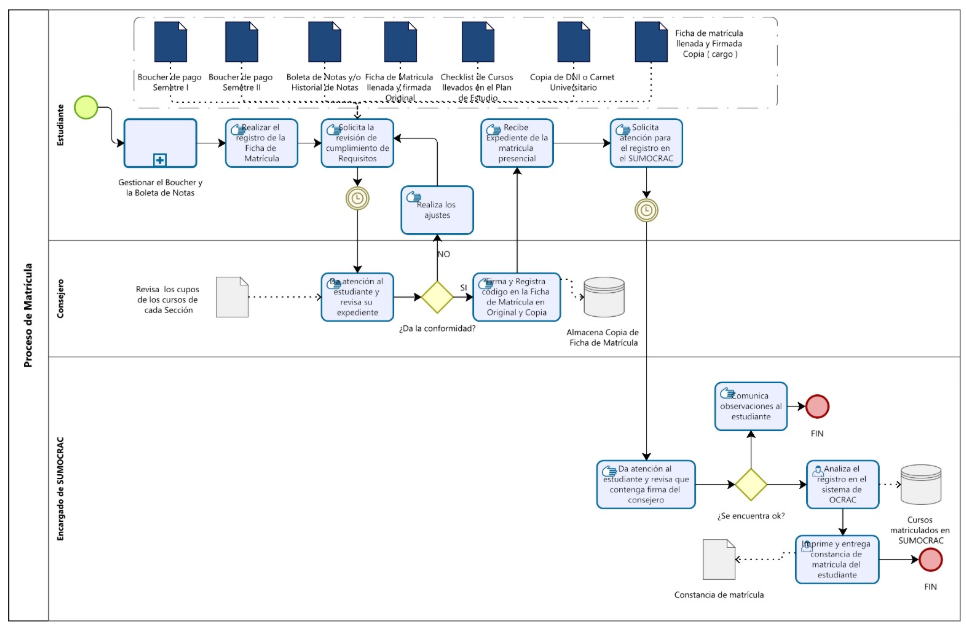 Proceso de Matrícula
Estudiante
Boucher de pago
Semetre I
Boucher de pago
Semetre II
Boleta de Notas y/o
Historial de Notas
Ficha de Matricula
llenada y firmada
Original
Checklist de Cursos
llevados en el Plan
de Estudio
Copia de DNI o Carnet
Universitario
Ficha de matricula
llenada y Firmada
Copia ( cargo )
Gestionar el Boucher y
la Boleta de Notas
Realizar el
registro de la
Ficha de
Matrícula
Solicita la
revisión de
cumplimiento de
Requisitos
Realiza los
ajustes
Recibe
Expediente de la
matricula
presencial
Solicita
atención para
el registro en
el SUMOCRAC
Consejero
Revisa los cupos
de los cursos de
cada Sección
Da atención al
estudiante y
revisa su
expediente
NO
SI
¿Da la conformidad?
Firma y Registra
código en la Ficha
de Matrícula en
Original y Copia
Almacena Copia de
Ficha de Matrícula
Encargado de SUMOCRAC
Da atención al
estudiante y revisa que
contenga firma del
consejero
¿Se encuentra ok?
Comunica
observaciones al
estudiante
FIN
Analiza el
registro en el
sistema de
OCRAC
Cursos
matriculados en
SUMOCRAC
Imprime y entrega
constancia de
matricula del
estudiante
Constancia de matrícula
FIN